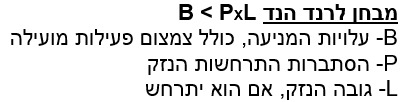 מבחן לרנד הנד B < PxL
B- עלויות המניעה, כולל צמצום פעילות מועילה
P- הסתברות התרחשות הנזק
L- גובה הנזק, אם הוא יתרחש